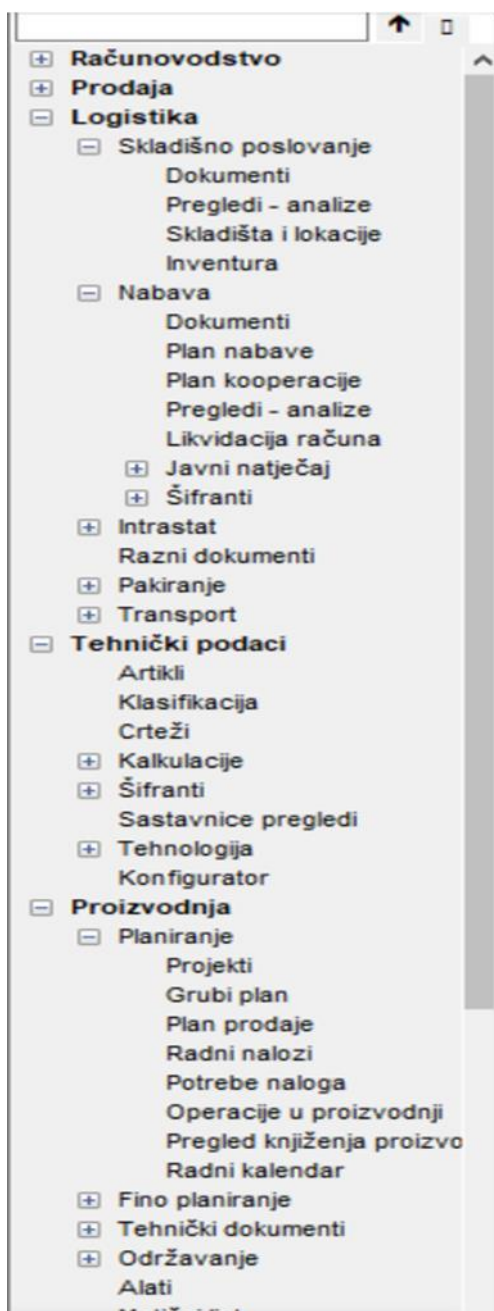 Računovodstvo
Prodaja
Logistika
Skladišno poslovanje
Dokumenti
Pregledi - analize
Skladišta i lokacije
Inventura
Nabava
Dokumenti
Plan nabave
Plan kooperacije
Pregledi - analize
Likvidacija računa
Javni natječaj
Šifranti
Intrastat
Razni dokumenti
Pakiranje
Transport
Tehnički podaci
Artikli
Klasifikacija
Crteži
Kalkulacije
Šifranti
Sastavnice pregledi
Tehnologija
Konfigurator
Proizvodnja
Planiranje
Projekti
Grubi plan
Plan prodaje
Radni nalozi
Potrebe naloga
Operacije u proizvodnji
Pregled knjiženja proizvo
Radni kalendar
Fino planiranje
Tehnički dokumenti
Održavanje
Alati